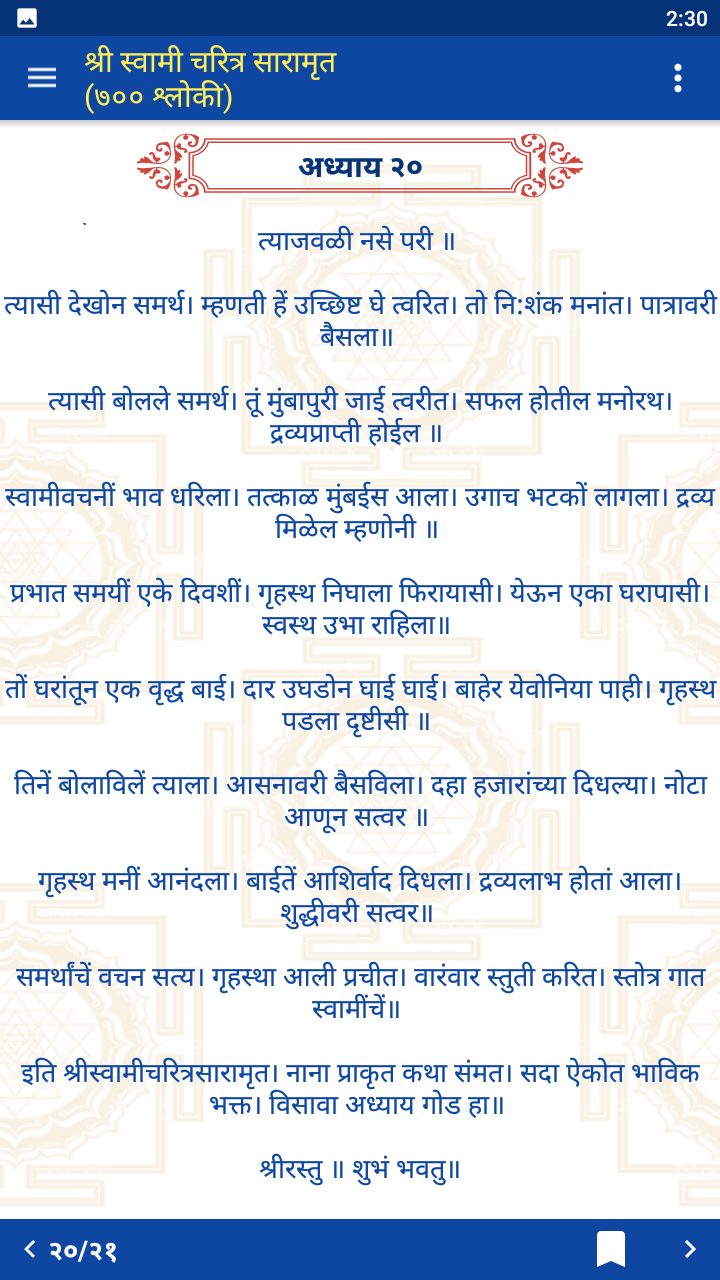 2:30
श्री स्वामी चरित्र सारामृत
(७०० श्लोकी)
अध्याय २०
त्याजवळी नसे परी ॥
त्यासी देखोन समर्थ। म्हणती हें उच्छिष्ट घे त्वरित। तो नि:शंक मनांत। पात्रावरी
बैसला॥
त्यासी बोलले समर्थ। तूं मुंबापुरी जाई त्वरीत। सफल होतील मनोरथ।
द्रव्यप्राप्ती होईल ॥
स्वामीवचनीं भाव धरिला। तत्काळ मुंबईस आला। उगाच भटकों लागला। द्रव्य
मिळेल म्हणोनी ॥
प्रभात समयीं एके दिवशीं। गृहस्थ निघाला फिरायासी। येऊन एका घरापासी।
स्वस्थ उभा राहिला॥
तों घरांतून एक वृद्ध बाई। दार उघडोन घाई घाई। बाहेर येवोनिया पाही। गृहस्थ
पडला दृष्टीसी ॥
तिनें बोलाविलें त्याला। आसनावरी बैसविला। दहा हजारांच्या दिधल्या। नोटा
आणून सत्वर ॥
गृहस्थ मनीं आनंदला। बाईतें आशिर्वाद दिधला। द्रव्यलाभ होतां आला।
शुद्धीवरी सत्वर॥
समर्थांचें वचन सत्य। गृहस्था आली प्रचीत। वारंवार स्तुती करित। स्तोत्र गात
स्वामींचें॥
इति श्रीस्वामीचरित्रसारामृत। नाना प्राकृत कथा संमत। सदा ऐकोत भाविक
भक्त। विसावा अध्याय गोड हा॥
श्रीरस्तु ॥ शुभं भवतु॥
२०/२१